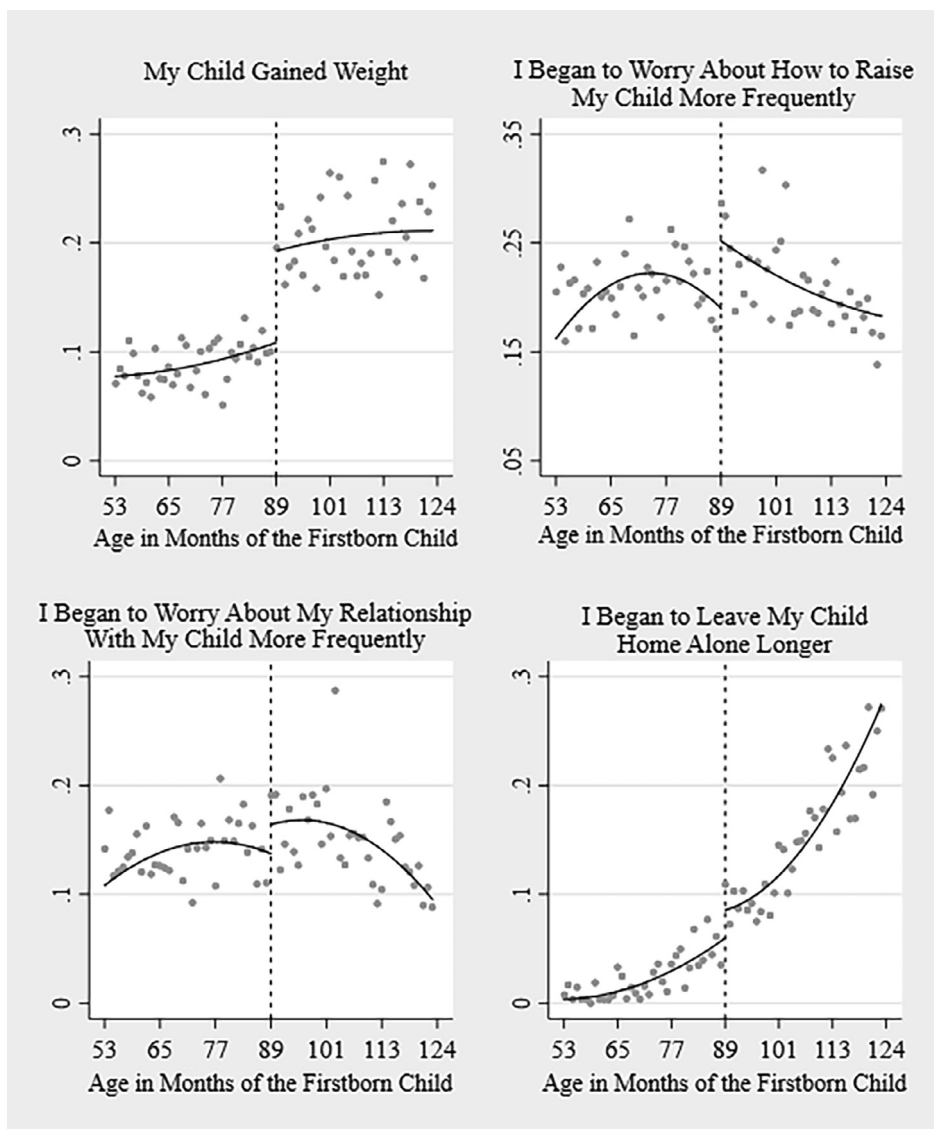 My Child Gained Weight
.3
.2
.1
0
53 65 77 89 101 113 124
Age in Months of the Firstborn Child
I Began to Worry About How to Raise
My Child More Frequently
.35
.25
.15
.05
53 65 77 89 101 113 124
Age in Months of the Firstborn Child
I Began to Worry About My Relationship
With My Child More Frequently
.3
.2
.1
0
53 65 77 89 101 113 124
Age in Months of the Firstborn Child
I Began to Leave My Child
Home Alone Longer
.3
.2
.1
0
53 65 77 89 101 113 124
Age in Months of the Firstborn Child